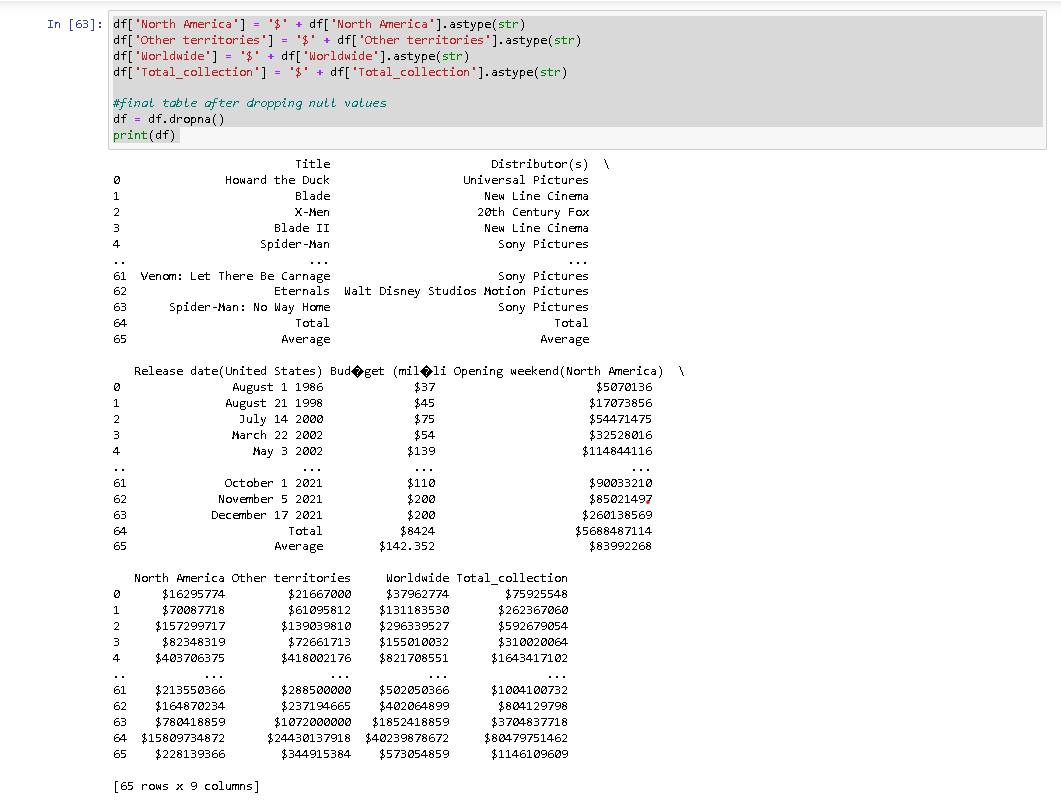 In [63]: df['North America'] = '$' + df['North America'].astype(str)
df['Other territories'] = '$' + df['Other territories'].astype(str)
df['Worldwide'] = '$' + df['Worldwide'].astype(str)
df['Total_collection'] = '$' + df['Total_collection'].astype(str)
#final table after dropping null values
df = df.dropna()
print(df)
Title Distributor(s) \
0 Howard the Duck Universal Pictures
1 Blade New Line Cinema
2 X-Men 20th Century Fox
3 Blade II New Line Cinema
4 Spider-Man Sony Pictures
.. ... ...
61 Venom: Let There Be Carnage Sony Pictures
62 Eternals Walt Disney Studios Motion Pictures
63 Spider-Man: No Way Home Sony Pictures
64 Total Total
65 Average Average
Release date(United States) Bud�get (mil�li Opening weekend(North America) \
0 August 1 1986 $37 $5070136
1 August 21 1998 $45 $17073856
2 July 14 2000 $75 $54471475
3 March 22 2002 $54 $32528016
4 May 3 2002 $139 $114844116
.. ... ... ...
61 October 1 2021 $110 $90033210
62 November 5 2021 $200 $85021497
63 December 17 2021 $200 $260138569
64 Total $8424 $5688487114
65 Average $142.352 $83992268
North America Other territories Worldwide Total_collection
0 $16295774 $21667000 $37962774 $75925548
1 $70087718 $61095812 $131183530 $262367060
2 $157299717 $139039810 $296339527 $592679054
3 $82348319 $72661713 $155010032 $310020064
4 $403706375 $418002176 $821708551 $1643417102
.. ... ... ... ...
61 $213550366 $288500000 $502050366 $1004100732
62 $164870234 $237194665 $402064899 $804129798
63 $780418859 $1072000000 $1852418859 $3704837718
64 $15809734872 $24430137918 $40239878672 $80479751462
65 $228139366 $344915384 $573054859 $1146109609
[65 rows x 9 columns]